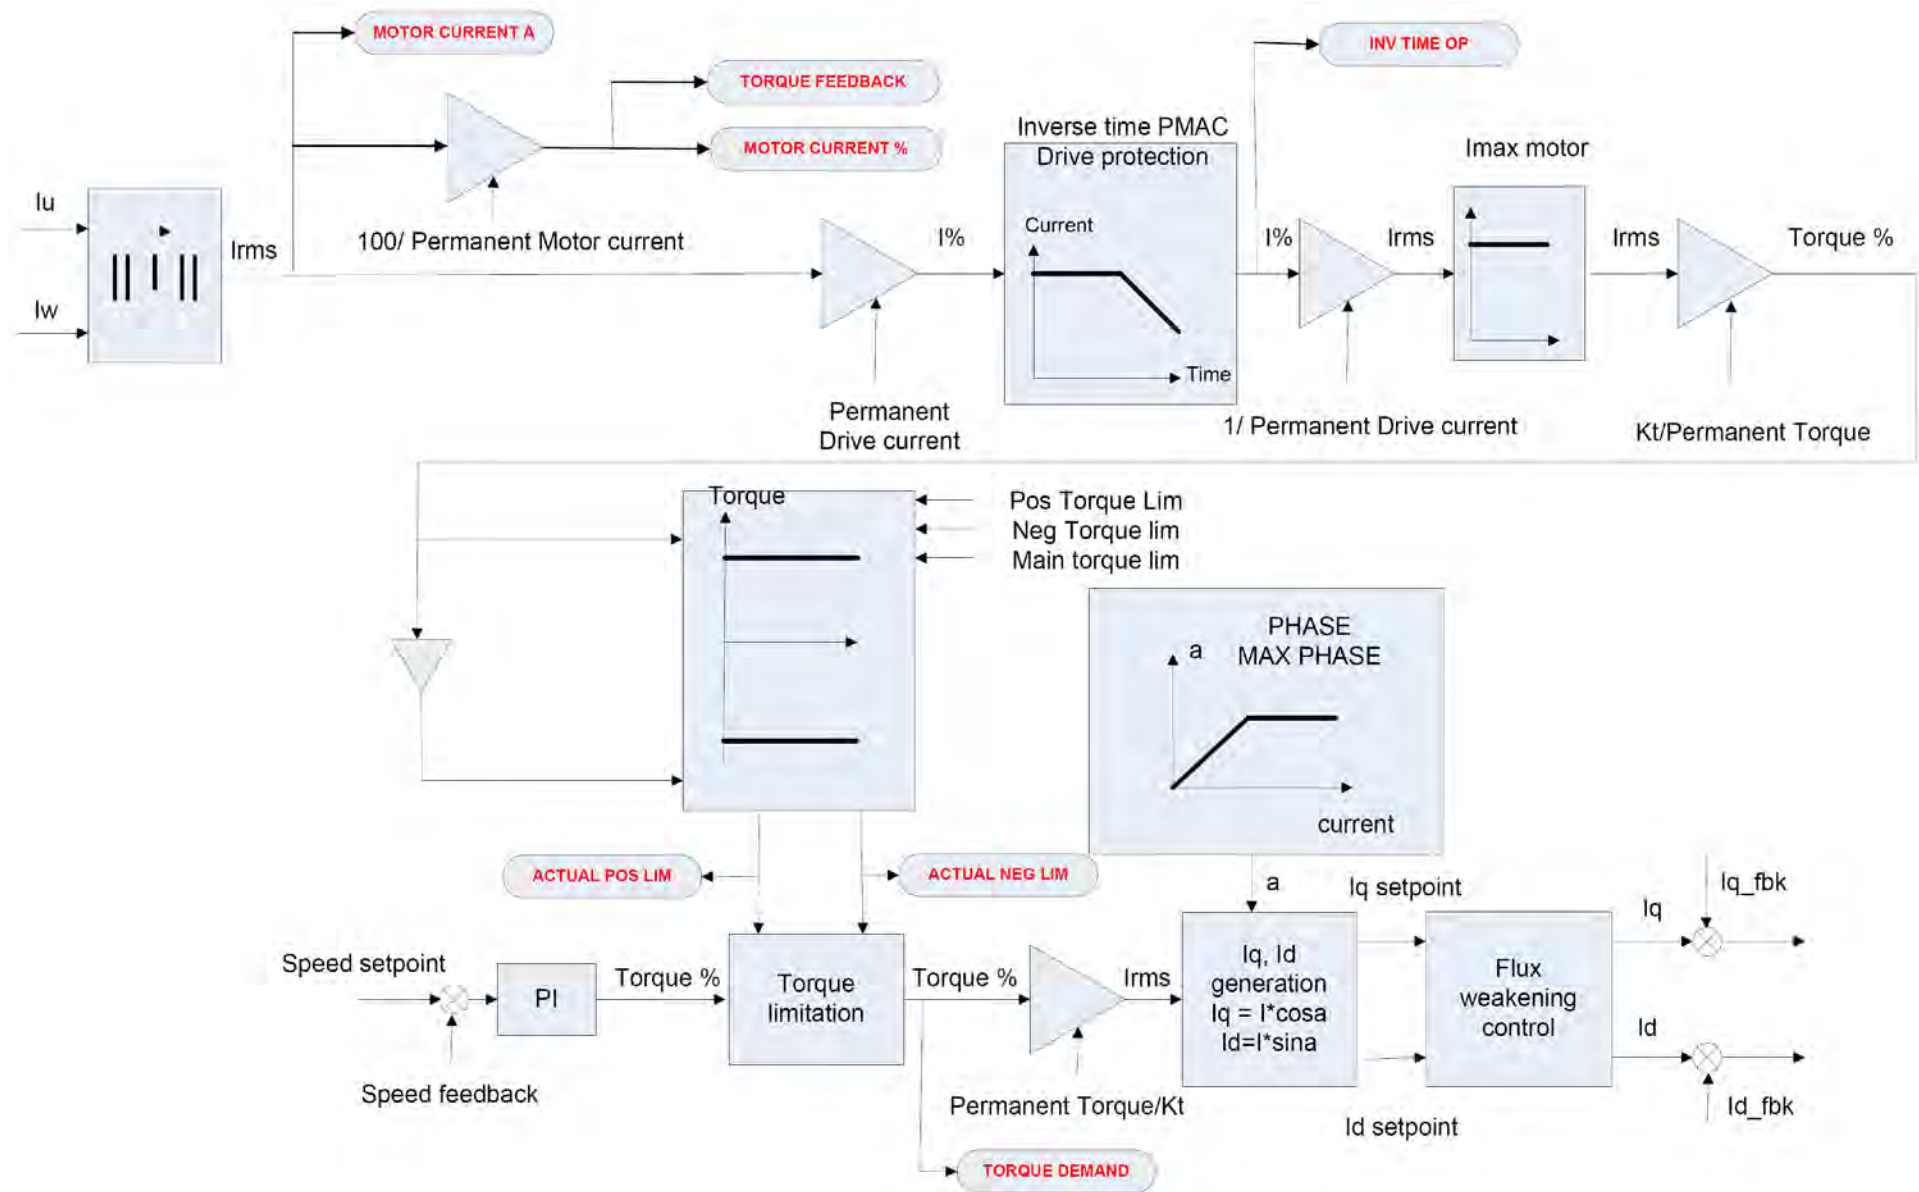 MOTOR CURRENT A
INV TIME OP
TORQUE FEEDBACK
MOTOR CURRENT %
Inverse time PMAC
Drive protection
Imax motor
Iu
Iw
Irms
100/ Permanent Motor current
I%
Current
Time
I%
Irms
Irms
Torque %
Permanent
Drive current
1/ Permanent Drive current
Kt/Permanent Torque
Torque
Pos Torque Lim
Neg Torque lim
Main torque lim
PHASE
MAX PHASE
a
current
ACTUAL POS LIM
ACTUAL NEG LIM
a
Iq setpoint
Iq_fbk
Iq
Speed setpoint
PI
Torque %
Torque
limitation
Torque %
Irms
Iq, Id
generation
Iq = I*cosa
Id=I*sina
Flux
weakening
control
Id
Speed feedback
Permanent Torque/Kt
Id setpoint
Id_fbk
TORQUE DEMAND